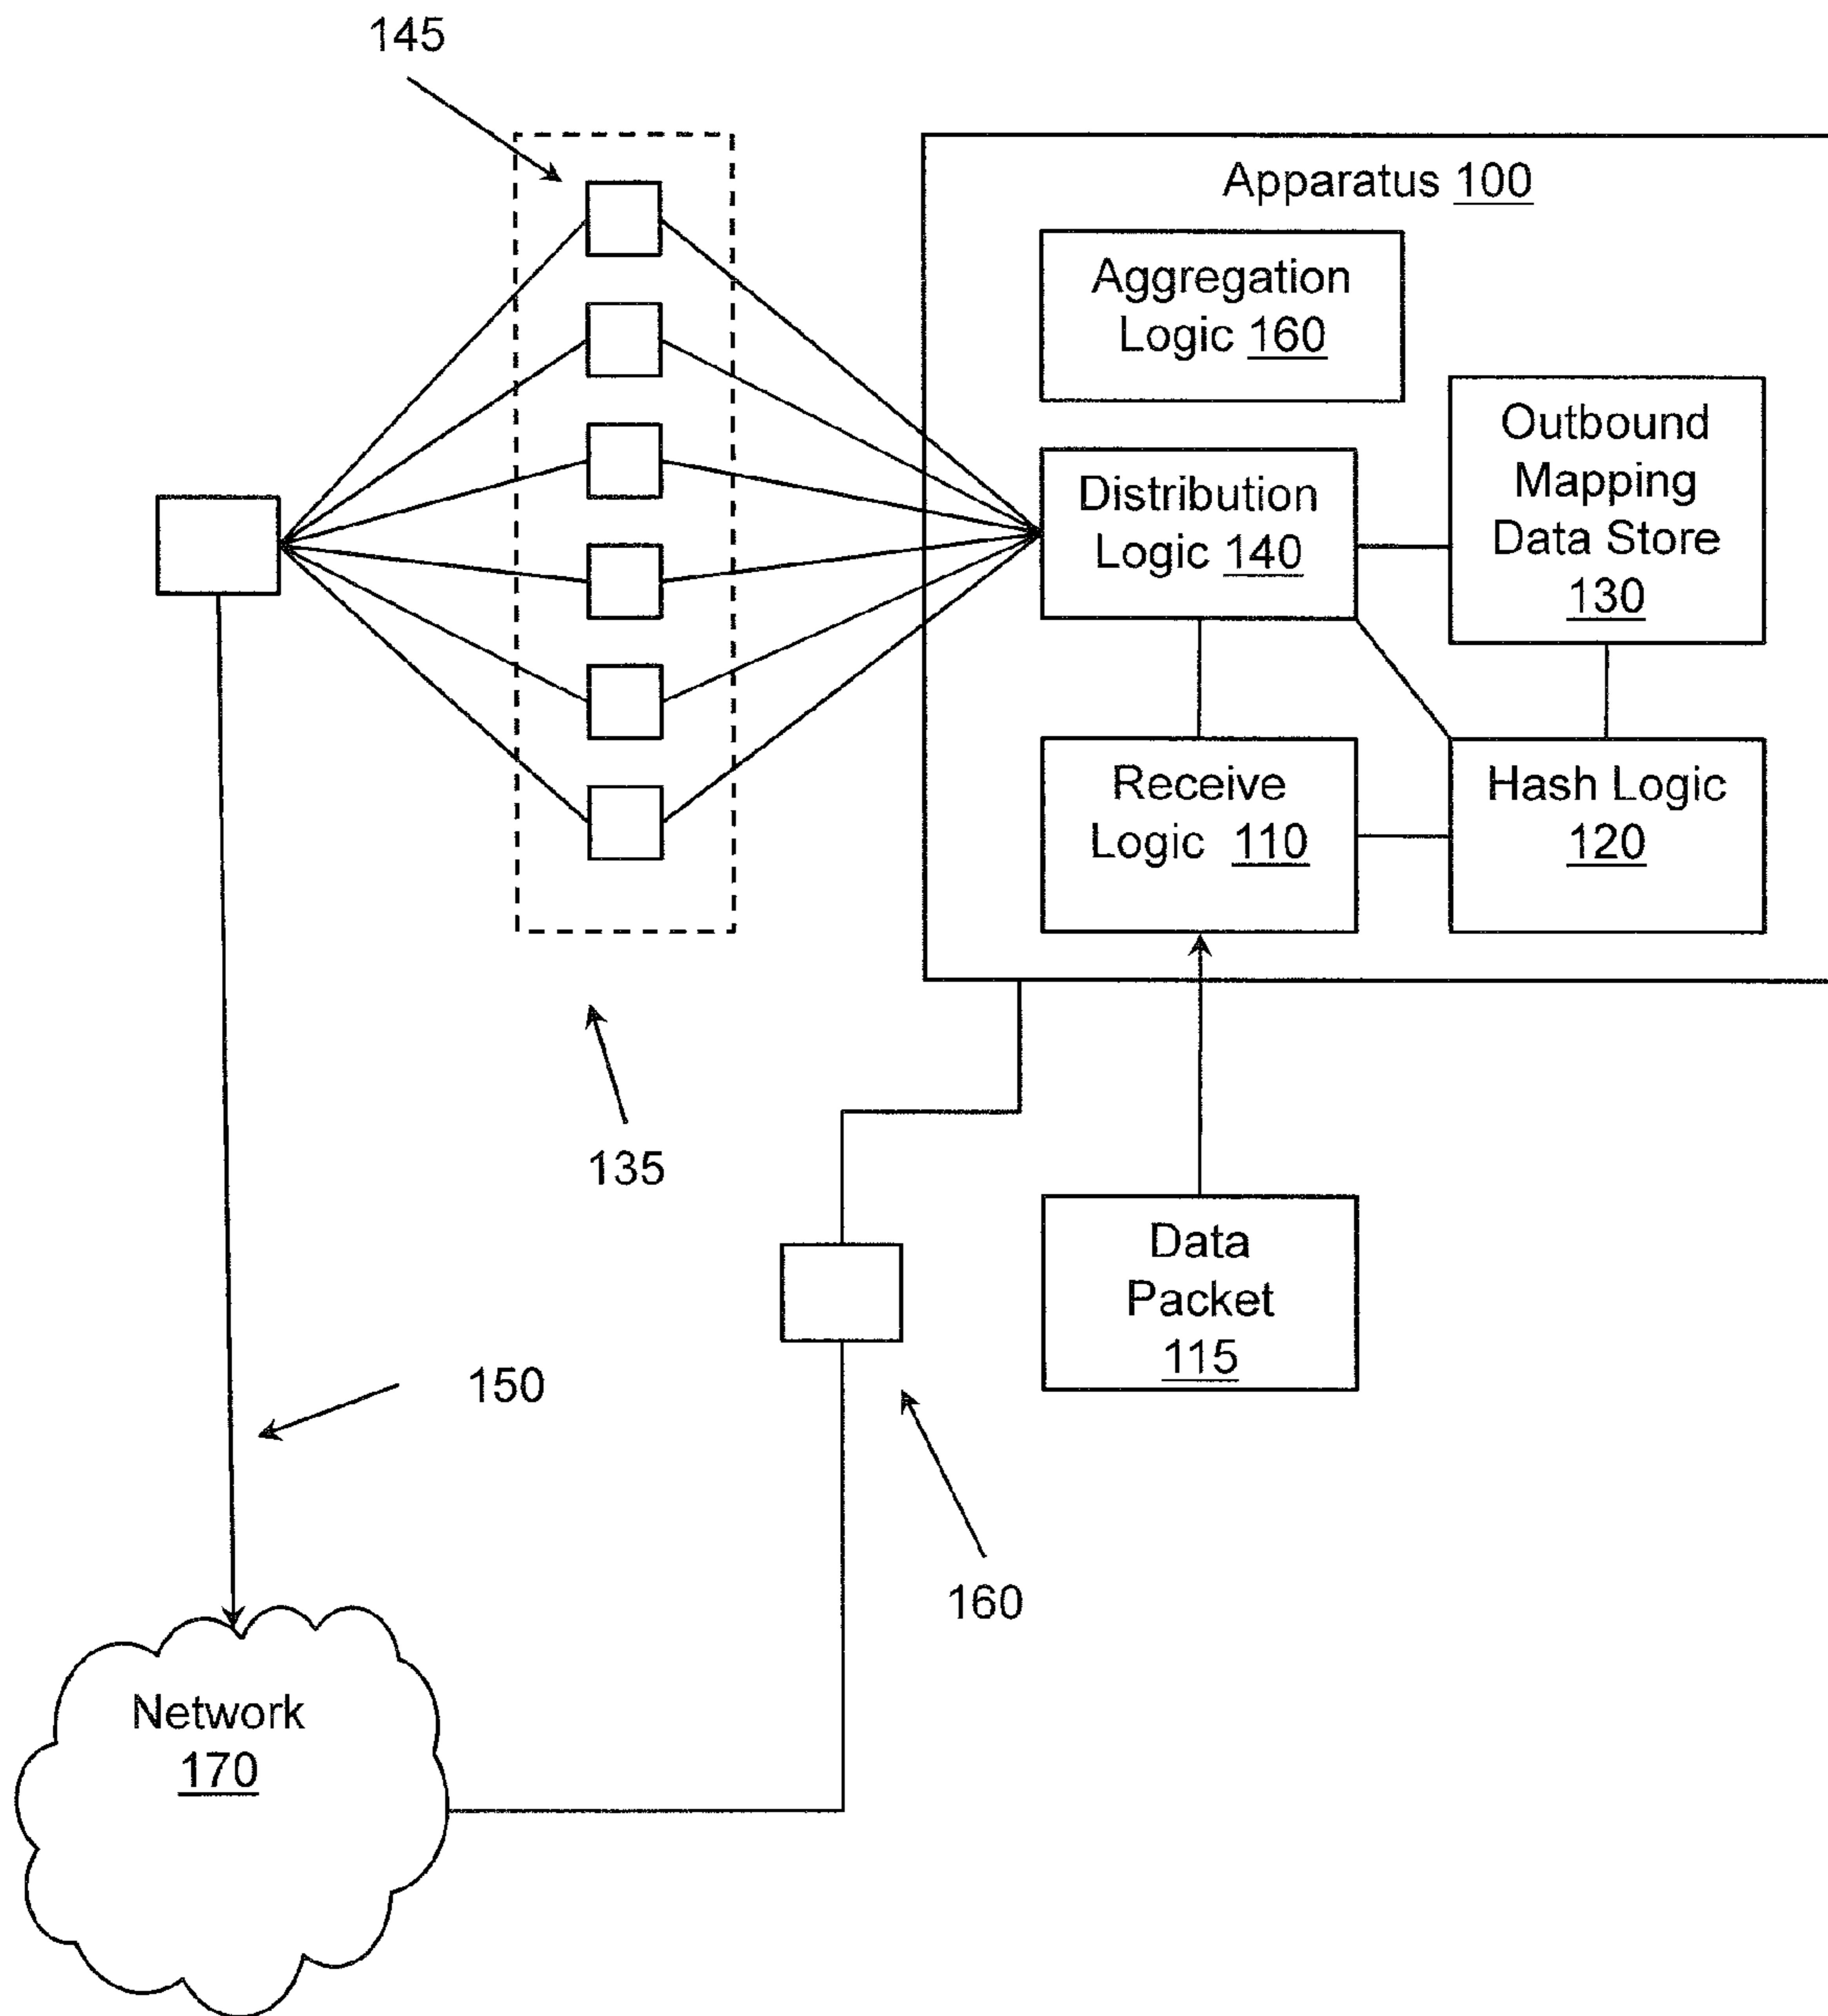 145
Apparatus 100
Aggregation
Logic 160
Outbound
Mapping
Data Store
130
Distribution
Logic 140
Receive
Logic 110
Hash Logic
120
135
Data
Packet
115
150
160
Network
170